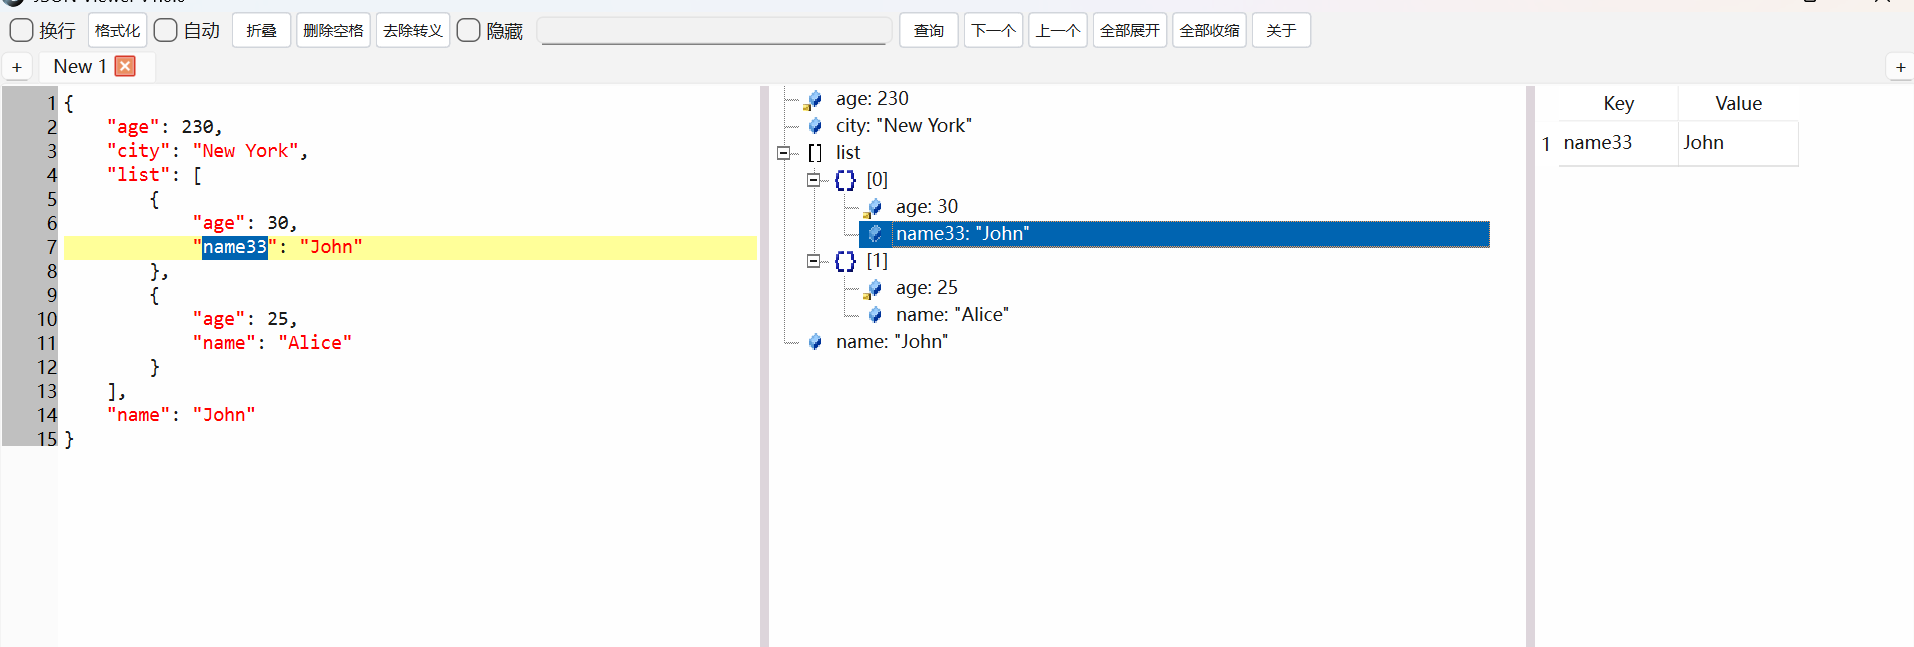 换行 格式化 自动 折叠 删除空格 去除转义 隐藏 查询 下一个 上一个 全部展开 全部收缩 关于
+ New 1 +
1 {
2 "age": 230,
3 "city": "New York",
4 "list": [
5 {
6 "age": 30,
7 "name33": "John"
8 },
9 {
10 "age": 25,
11 "name": "Alice"
12 }
13 ],
14 "name": "John"
15 }
age: 230
city: "New York"
[] list
{} [0]
age: 30
name33: "John"
{} [1]
age: 25
name: "Alice"
name: "John"
Key Value
1 name33 John